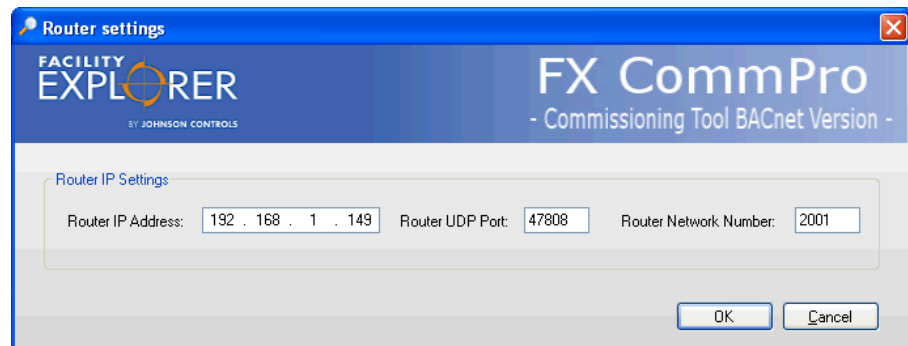 Router settings
FACILITY
EXPLORER
BY JOHNSON CONTROLS
FX CommPro
- Commissioning Tool BACnet Version -
Router IP Settings
Router IP Address: 192 . 168 . 1 . 149 Router UDP Port: 47808 Router Network Number: 2001
OK Cancel